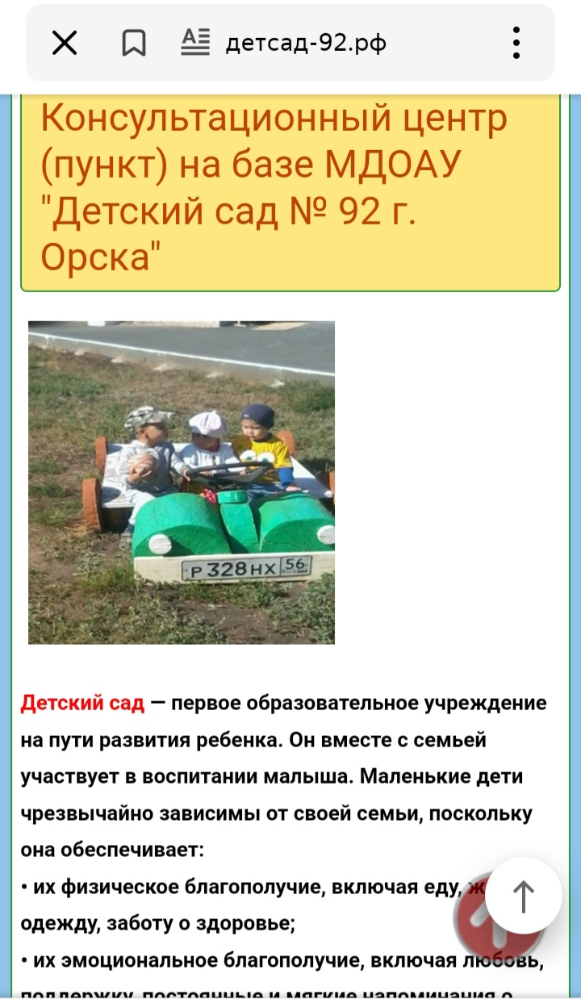 детсад-92.рф
Консультационный центр
(пункт) на базе МДОАУ
"Детский сад № 92 г.
Орска"
Р 328 НХ 56
RUS
Детский сад — первое образовательное учреждение
на пути развития ребенка. Он вместе с семьей
участвует в воспитании малыша. Маленькие дети
чрезвычайно зависимы от своей семьи, поскольку
она обеспечивает:
• их физическое благополучие, включая еду,
одежду, заботу о здоровье;
• их эмоциональное благополучие, включая любовь,
поддержку, постоянные и мягкие напоминания о